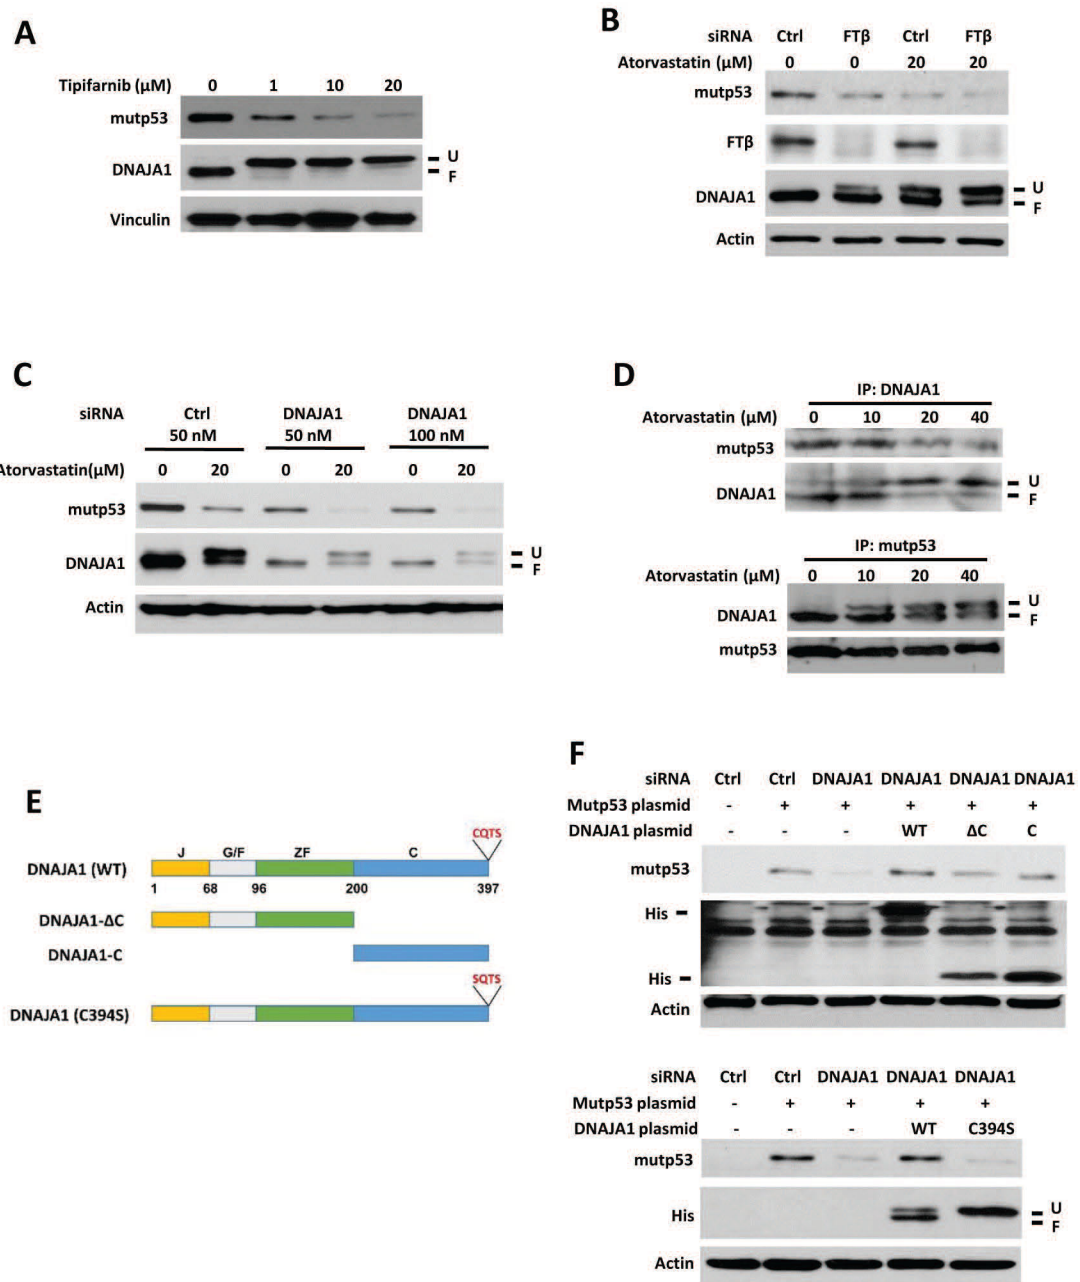 A
Tipifarnib (μM) 0 1 10 20
mutp53
DNAJA1
U
F
Vinculin
B
siRNA Ctrl FTβ Ctrl FTβ
Atorvastatin (μM) 0 0 20 20
mutp53
FTβ
DNAJA1
U
F
Actin
C
siRNA Ctrl DNAJA1 DNAJA1
50 nM 50 nM 100 nM
Atorvastatin(μM) 0 20 0 20 0 20
mutp53
DNAJA1
U
F
Actin
D
IP: DNAJA1
Atorvastatin (μM) 0 10 20 40
mutp53
DNAJA1
U
F
IP: mutp53
Atorvastatin (μM) 0 10 20 40
DNAJA1
U
F
mutp53
E
CQTS
J G/F ZF C
DNAJA1 (WT)
1 68 96 200 397
DNAJA1-ΔC
DNAJA1-C
SQTS
DNAJA1 (C394S)
F
siRNA Ctrl Ctrl DNAJA1 DNAJA1 DNAJA1 DNAJA1
Mutp53 plasmid - + + + + +
DNAJA1 plasmid - - - WT ΔC C
mutp53
His
His
Actin
siRNA Ctrl Ctrl DNAJA1 DNAJA1 DNAJA1
Mutp53 plasmid - + + + +
DNAJA1 plasmid - - - WT C394S
mutp53
His
U
F
Actin